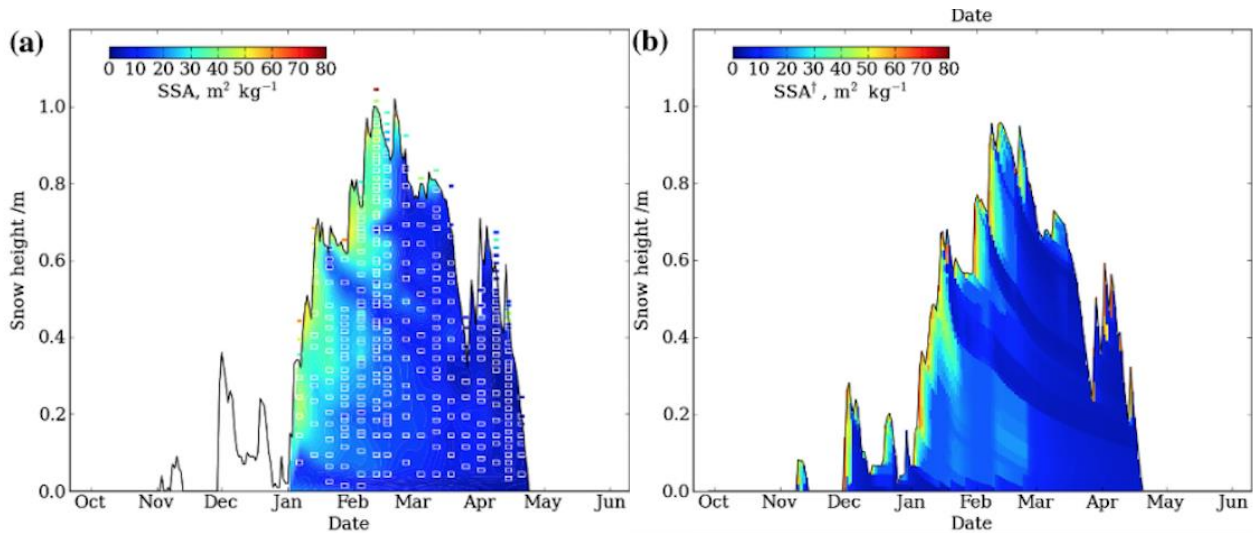 Date
(a)
0 10 20 30 40 50 60 70 80
SSA, m² kg⁻¹
Snow height /m
1.0
0.8
0.6
0.4
0.2
0.0
Oct Nov Dec Jan Feb Mar Apr May Jun
Date
(b)
0 10 20 30 40 50 60 70 80
SSA† , m² kg⁻¹
Snow height /m
1.0
0.8
0.6
0.4
0.2
0.0
Oct Nov Dec Jan Feb Mar Apr May Jun
Date